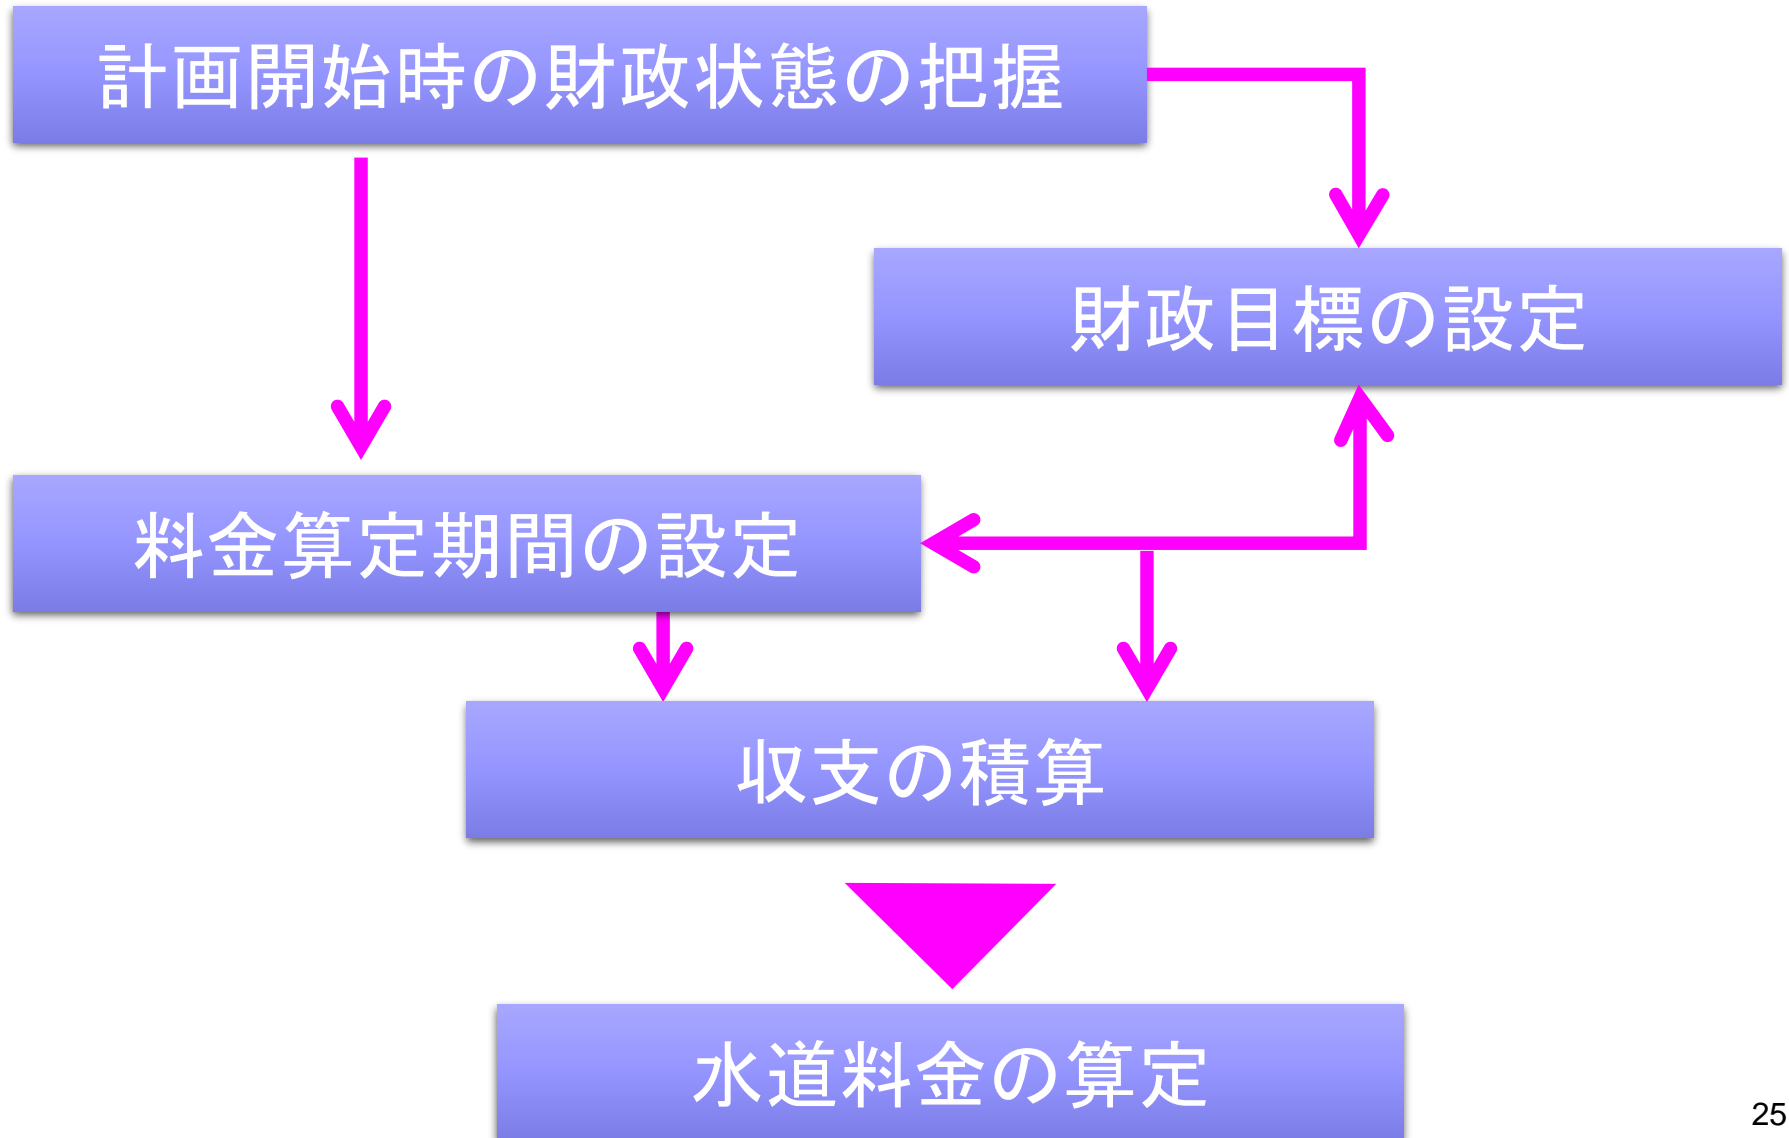 計画開始時の財政状態の把握
財政目標の設定
料金算定期間の設定
収支の積算
水道料金の算定
25